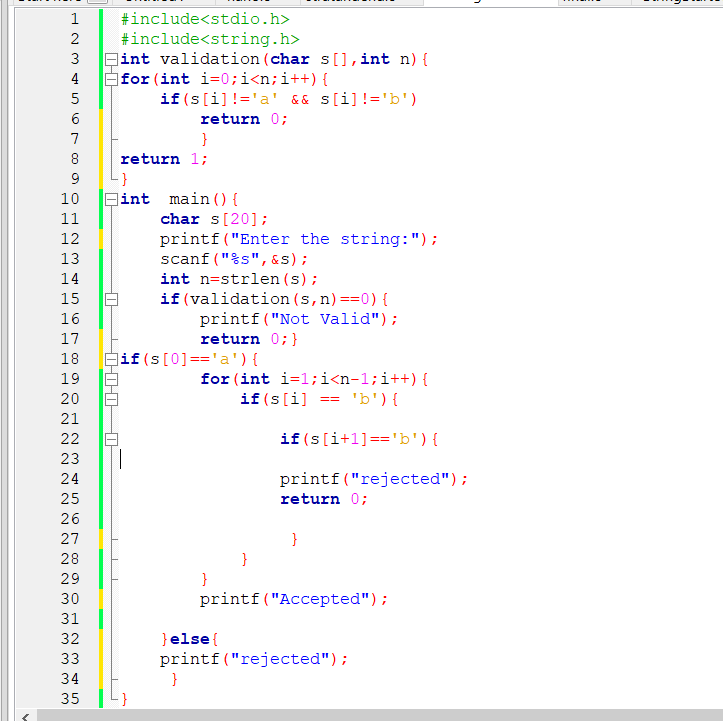 1 #include<stdio.h>
2 #include<string.h>
3 int validation(char s[],int n){
4 for(int i=0;i<n;i++){
5     if(s[i]!='a' && s[i]!='b')
6         return 0;
7         }
8 return 1;
9 }
10 int  main(){
11     char s[20];
12     printf("Enter the string:");
13     scanf("%s",&s);
14     int n=strlen(s);
15     if(validation(s,n)==0){
16         printf("Not Valid");
17         return 0;}
18 if(s[0]=='a'){
19         for(int i=1;i<n-1;i++){
20             if(s[i] == 'b'){
21
22                 if(s[i+1]=='b'){
23
24                 printf("rejected");
25                 return 0;
26
27                  }
28             }
29         }
30         printf("Accepted");
31
32     }else{
33     printf("rejected");
34      }
35 }